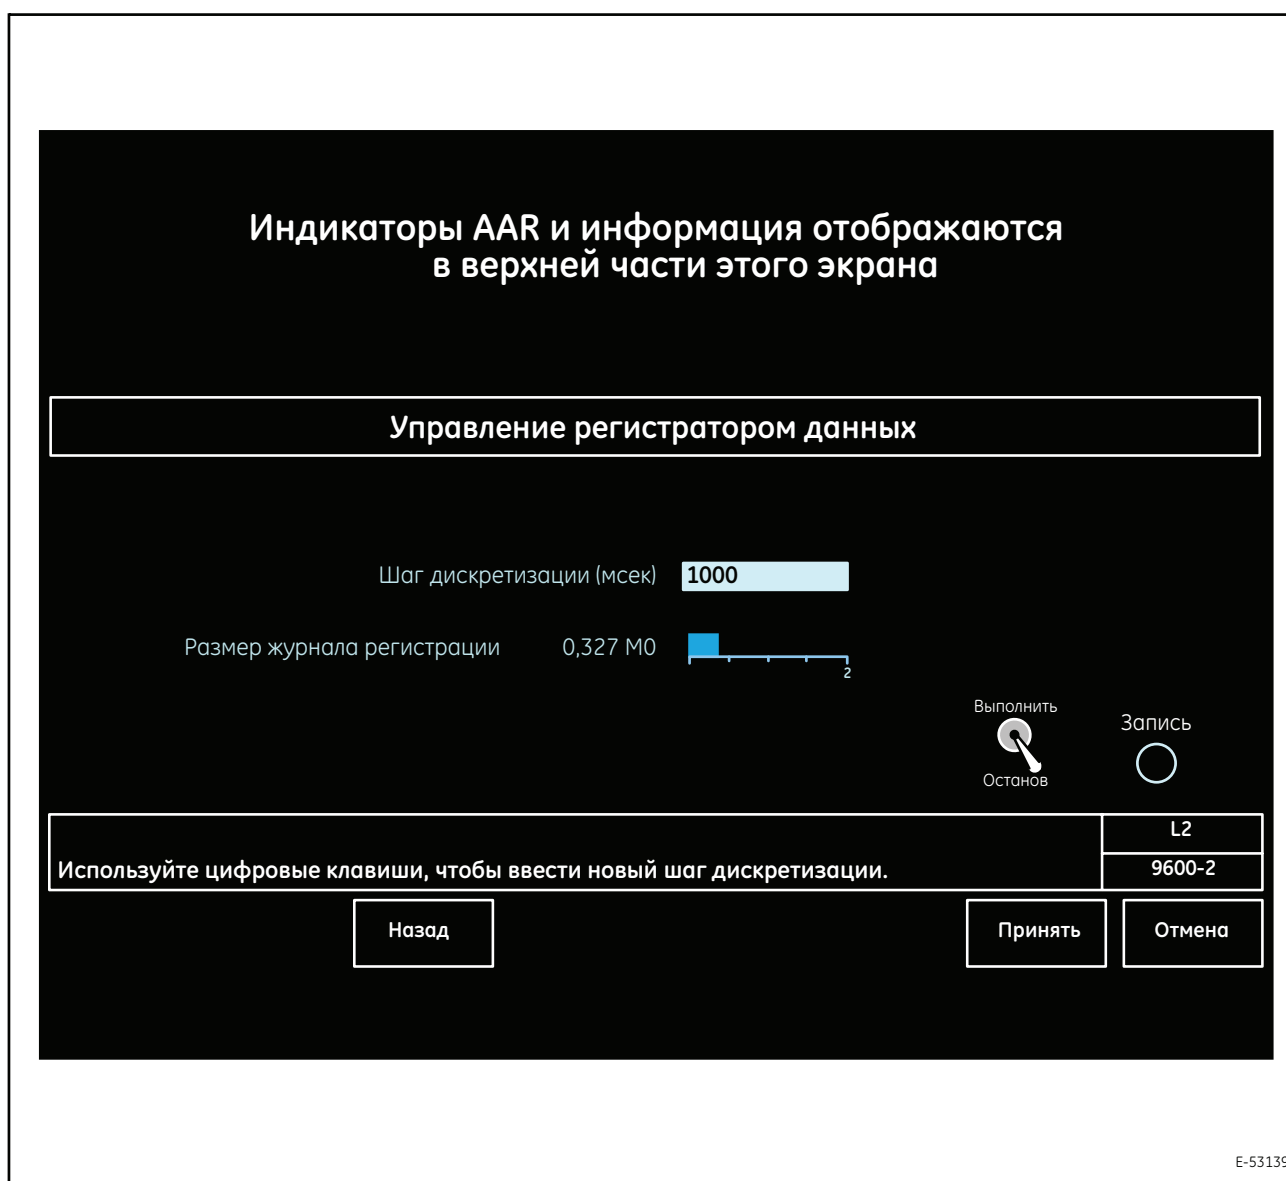 Индикаторы AAR и информация отображаются
в верхней части этого экрана
Управление регистратором данных
Шаг дискретизации (мсек) 1000
Размер журнала регистрации 0,327 М0
2
Выполнить
Запись
Останов
L2
Используйте цифровые клавиши, чтобы ввести новый шаг дискретизации.
9600-2
Назад
Принять
Отмена
E-53139